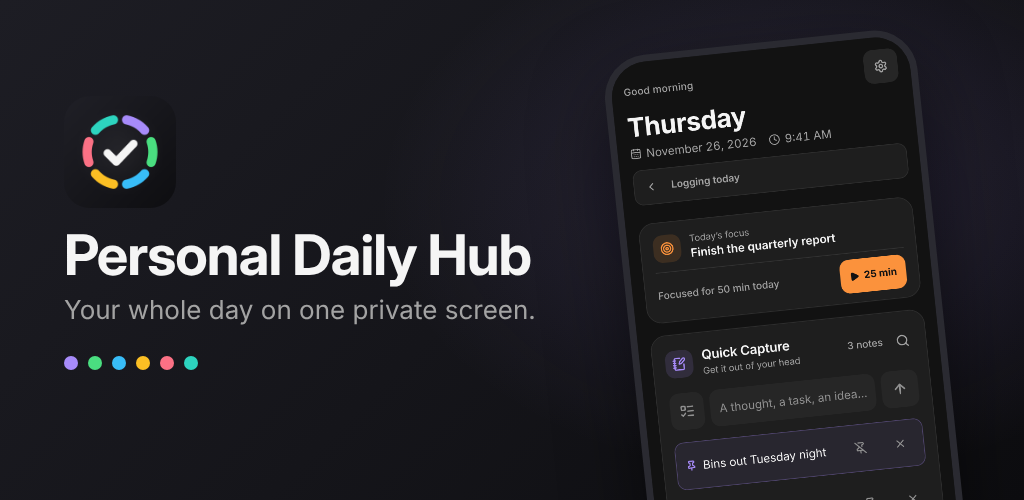 Personal Daily Hub
Your whole day on one private screen.
Good morning
Thursday
November 26, 2026 9:41 AM
Logging today
Today's focus
Finish the quarterly report
Focused for 50 min today
25 min
Quick Capture
Get it out of your head
3 notes
A thought, a task, an idea...
Bins out Tuesday night